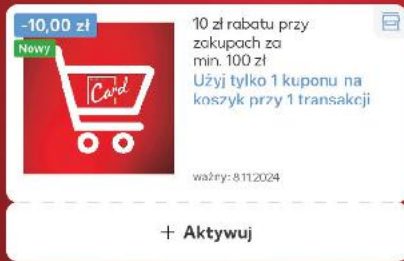 -10,00 zł
Nowy
Card
10 zł rabatu przy
zakupach za
min. 100 zł
Użyj tylko 1 kuponu na
koszyk przy 1 transakcji
ważny: 8.11.2024
+ Aktywuj